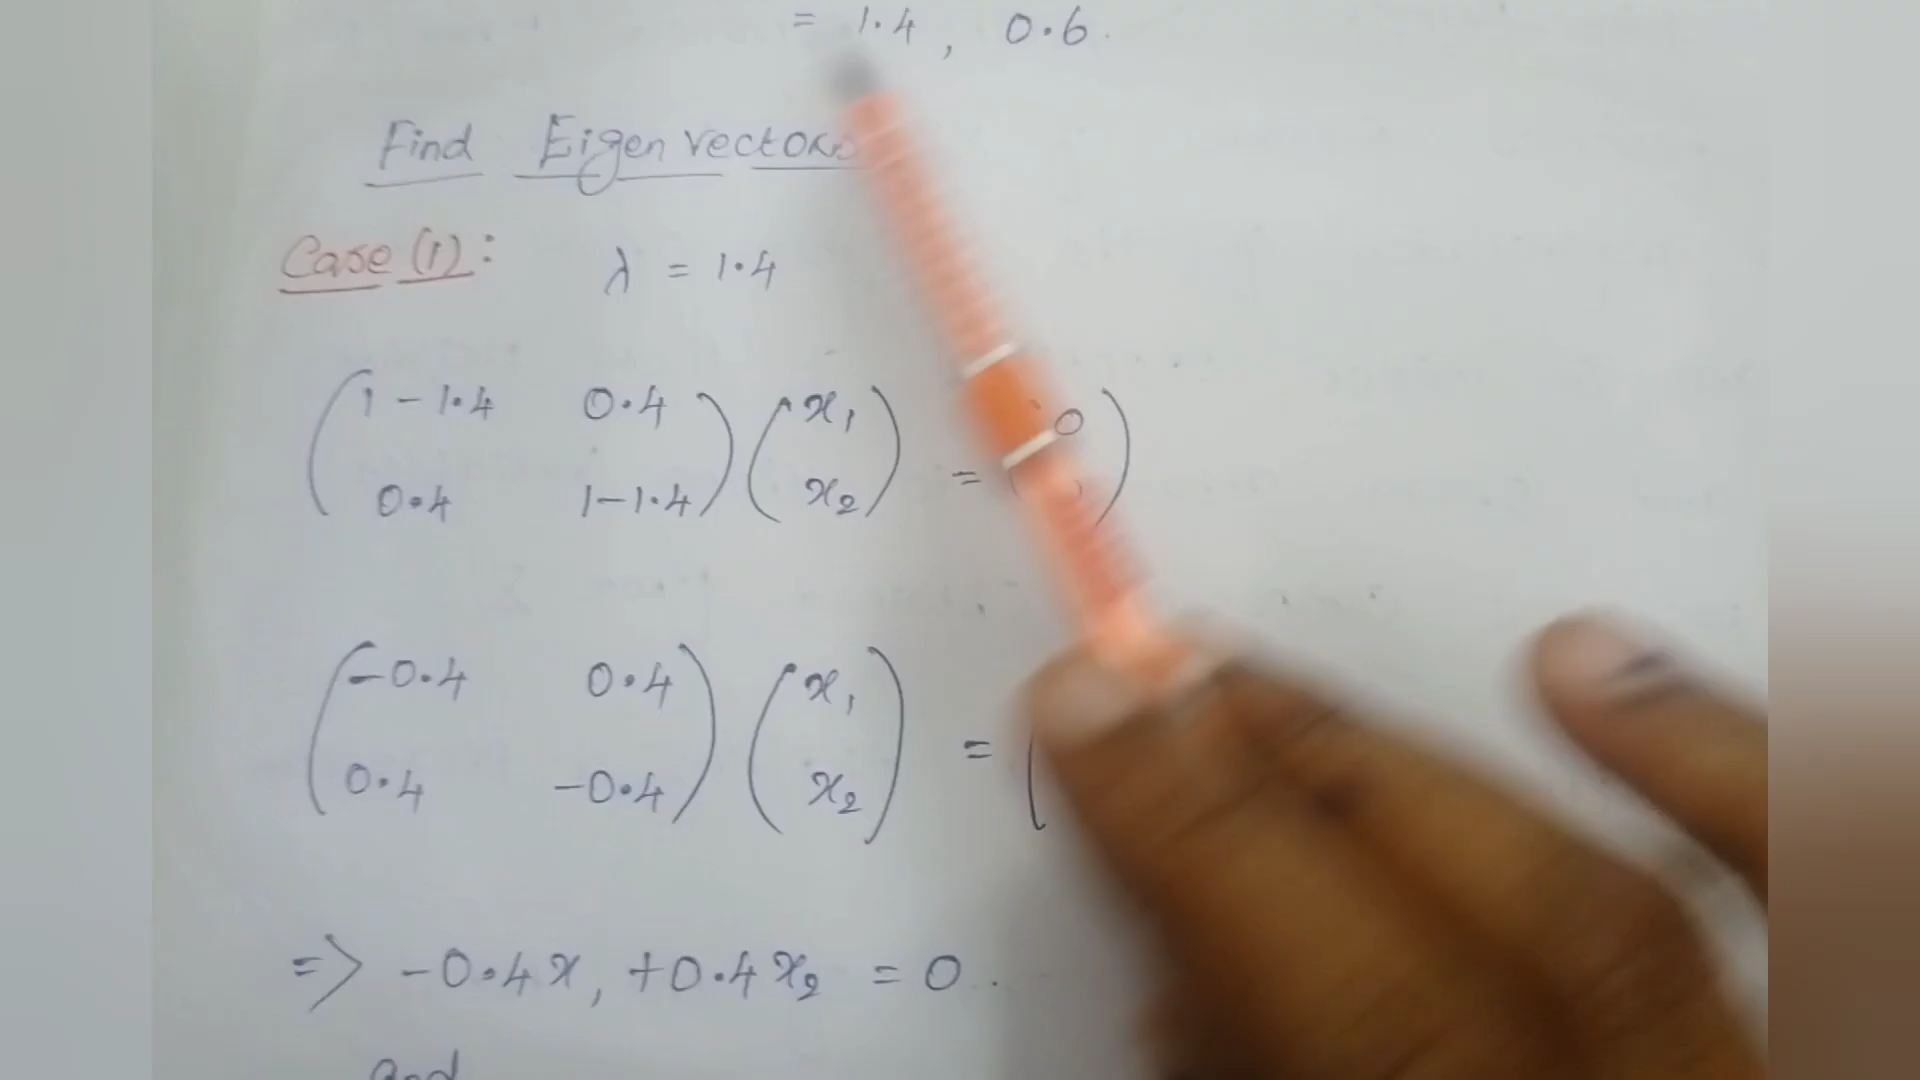 = 1.4, 0.6.
Find Eigen vectors
Case (1): λ = 1.4
(1-1.4 0.4) (x₁) = (0)
(0.4 1-1.4) (x₂)
(-0.4 0.4) (x₁) = (
(0.4 -0.4) (x₂)
=> -0.4x₁ +0.4x₂ = 0.
and